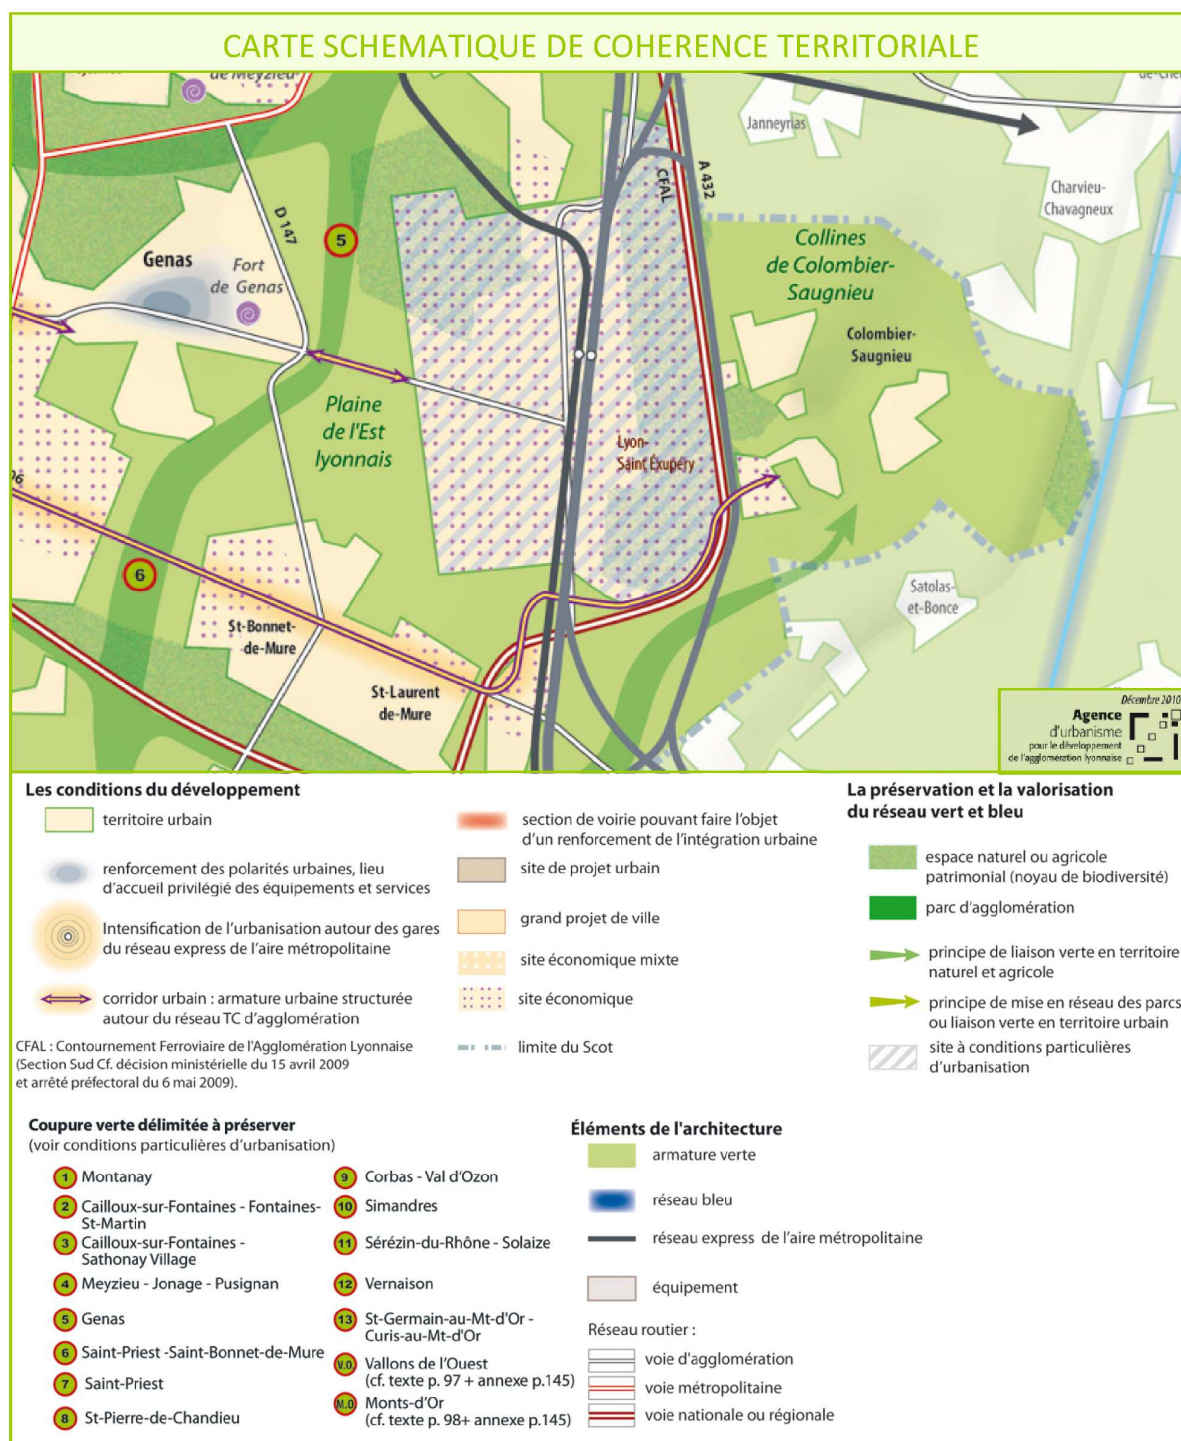 CARTE SCHEMATIQUE DE COHERENCE TERRITORIALE
de Meyzieu
Janneyrias
Charvieu-
Chavagneux
D 147
CFAL
A 432
5
Genas
Fort
de Genas
Collines
de Colombier-
Saugnieu
Colombier-
Saugnieu
Plaine
de l'Est
lyonnais
Lyon-
Saint Exupéry
6
Satolas-
et-Bonce
St-Bonnet-
de-Mure
St-Laurent
de-Mure
Décembre 2010
Agence
d'urbanisme
pour le développement
de l'agglomération lyonnaise
Les conditions du développement
territoire urbain
renforcement des polarités urbaines, lieu
d'accueil privilégié des équipements et services
Intensification de l'urbanisation autour des gares
du réseau express de l'aire métropolitaine
corridor urbain : armature urbaine structurée
autour du réseau TC d'agglomération
CFAL : Contournement Ferroviaire de l'Agglomération Lyonnaise
(Section Sud Cf. décision ministérielle du 15 avril 2009
et arrêté préfectoral du 6 mai 2009).
section de voirie pouvant faire l'objet
d'un renforcement de l'intégration urbaine
site de projet urbain
grand projet de ville
site économique mixte
site économique
limite du Scot
La préservation et la valorisation
du réseau vert et bleu
espace naturel ou agricole
patrimonial (noyau de biodiversité)
parc d'agglomération
principe de liaison verte en territoire
naturel et agricole
principe de mise en réseau des parcs
ou liaison verte en territoire urbain
site à conditions particulières
d'urbanisation
Coupure verte délimitée à préserver
(voir conditions particulières d'urbanisation)
1 Montanay
2 Cailloux-sur-Fontaines - Fontaines-
St-Martin
3 Cailloux-sur-Fontaines -
Sathonay Village
4 Meyzieu - Jonage - Pusignan
5 Genas
6 Saint-Priest -Saint-Bonnet-de-Mure
7 Saint-Priest
8 St-Pierre-de-Chandieu
9 Corbas - Val d'Ozon
10 Simandres
11 Sérézin-du-Rhône - Solaize
12 Vernaison
13 St-Germain-au-Mt-d'Or -
Curis-au-Mt-d'Or
V.O Vallons de l'Ouest
(cf. texte p. 97 + annexe p.145)
M.O Monts-d'Or
(cf. texte p. 98+ annexe p.145)
Éléments de l'architecture
armature verte
réseau bleu
réseau express de l'aire métropolitaine
équipement
Réseau routier :
voie d'agglomération
voie métropolitaine
voie nationale ou régionale